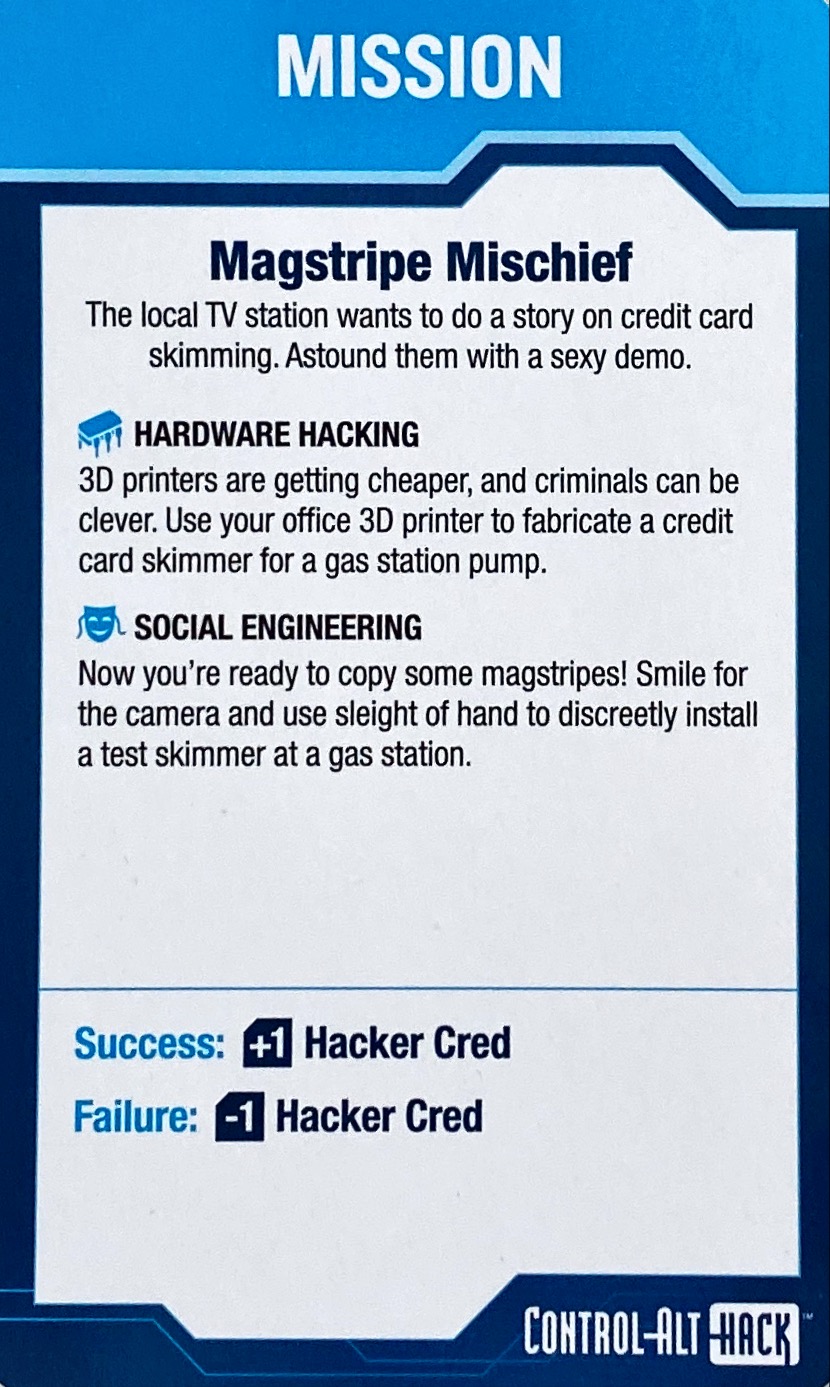 MISSION
Magstripe Mischief
The local TV station wants to do a story on credit card
skimming. Astound them with a sexy demo.
HARDWARE HACKING
3D printers are getting cheaper, and criminals can be
clever. Use your office 3D printer to fabricate a credit
card skimmer for a gas station pump.
SOCIAL ENGINEERING
Now you're ready to copy some magstripes! Smile for
the camera and use sleight of hand to discreetly install
a test skimmer at a gas station.
Success: +1 Hacker Cred
Failure: -1 Hacker Cred
CONTROL-ALT-HACK™